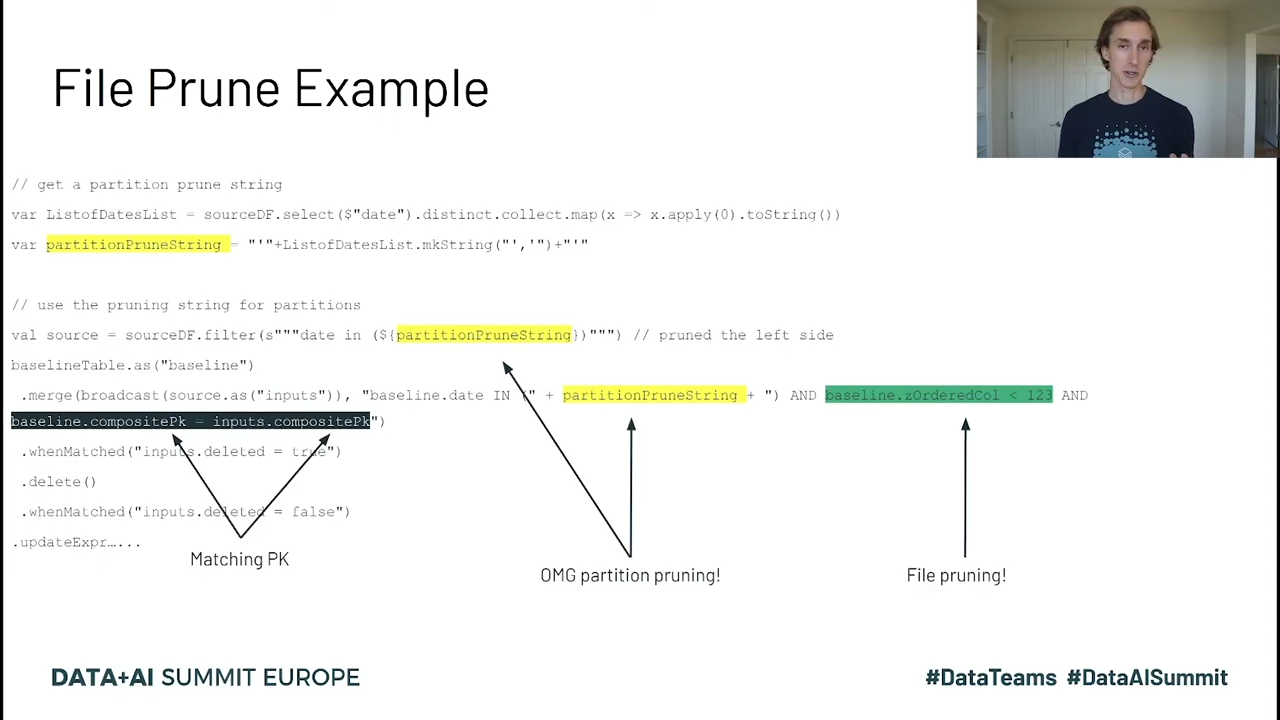 File Prune Example
// get a partition prune string
var ListofDatesList = sourceDF.select($"date").distinct.collect.map(x => x.apply(0).toString())
var partitionPruneString = "'"+ListofDatesList.mkString("','")+"'"
// use the pruning string for partitions
val source = sourceDF.filter(s"""date in (${partitionPruneString})""") // pruned the left side
baselineTable.as("baseline")
.merge(broadcast(source.as("inputs")), "baseline.date IN (" + partitionPruneString + ") AND baseline.zOrderedCol < 123 AND
baseline.compositePk = inputs.compositePk")
.whenMatched("inputs.deleted = true")
.delete()
.whenMatched("inputs.deleted = false")
.updateExpr…...
Matching PK
OMG partition pruning!
File pruning!
DATA+AI SUMMIT EUROPE
#DataTeams #DataAISummit